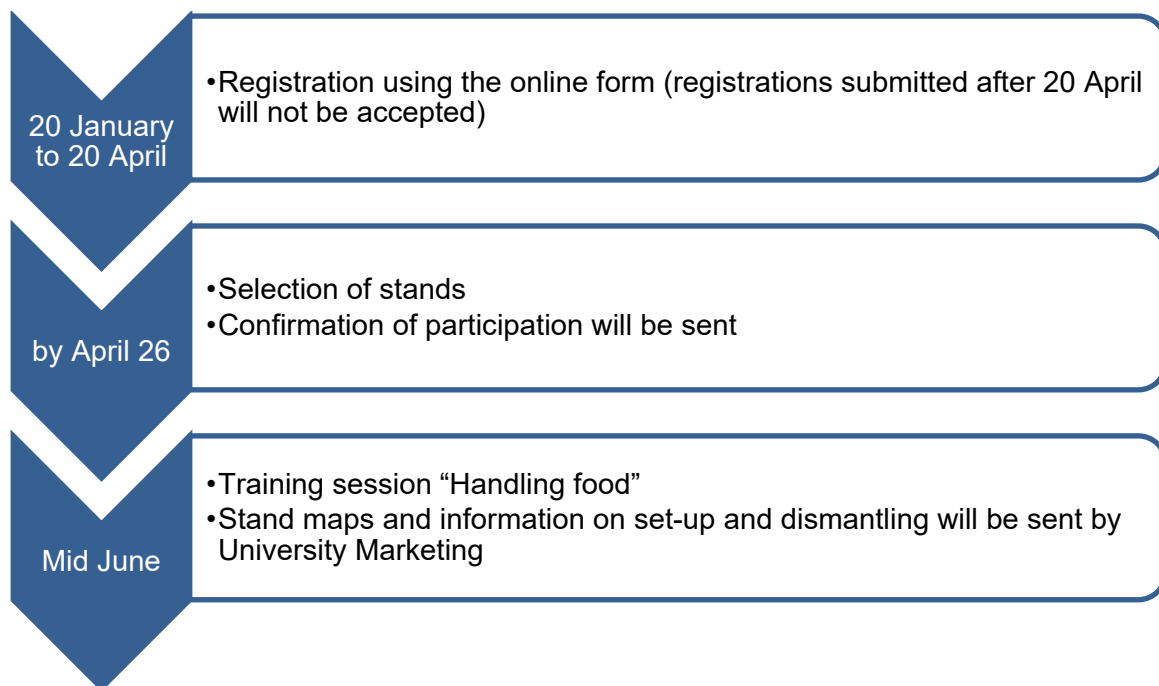 20 January
to 20 April
•Registration using the online form (registrations submitted after 20 April
will not be accepted)
by April 26
•Selection of stands
•Confirmation of participation will be sent
Mid June
•Training session “Handling food”
•Stand maps and information on set-up and dismantling will be sent by
University Marketing